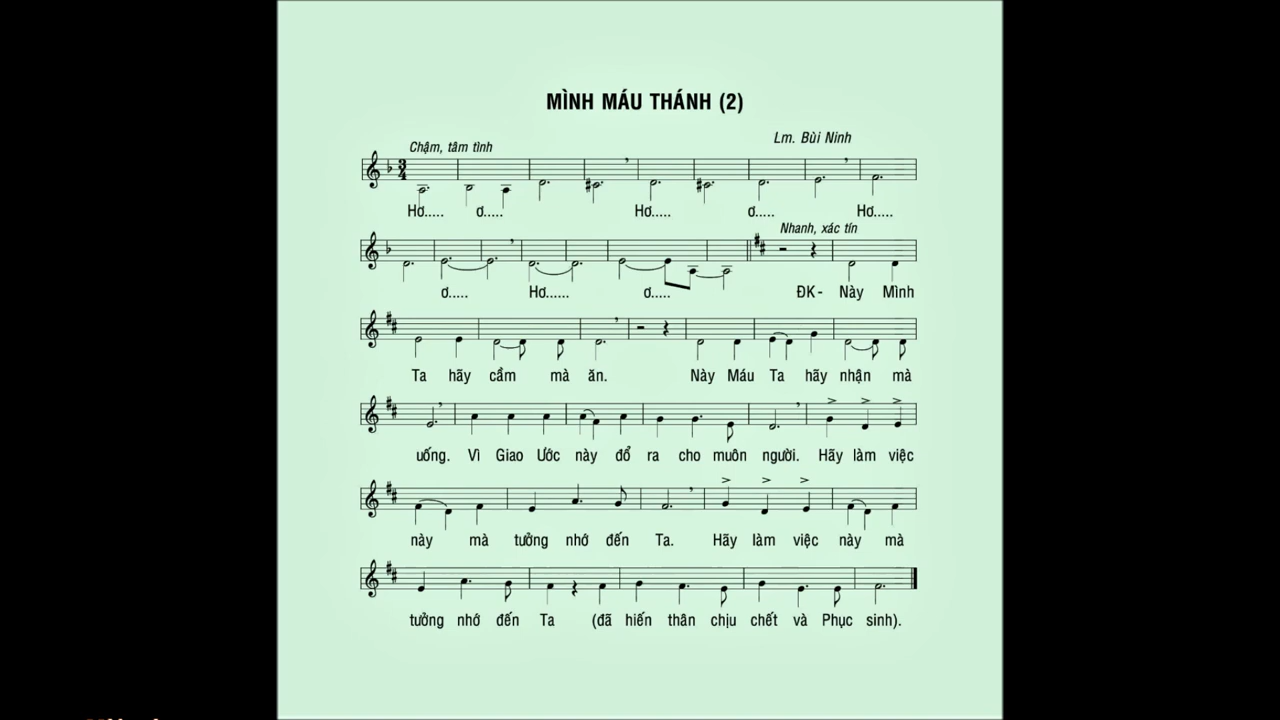 MÌNH MÁU THÁNH (2)
Lm. Bùi Ninh
Chậm, tâm tình
3
4
Hơ..... ơ..... Hơ..... ơ..... Hơ.....
Nhanh, xác tín
ơ..... Hơ...... ơ..... ĐK- Này Mình
Ta hãy cầm mà ăn. Này Máu Ta hãy nhận mà
uống. Vì Giao Ước này đổ ra cho muôn người. Hãy làm việc
này mà tưởng nhớ đến Ta. Hãy làm việc này mà
tưởng nhớ đến Ta (đã hiến thân chịu chết và Phục sinh).